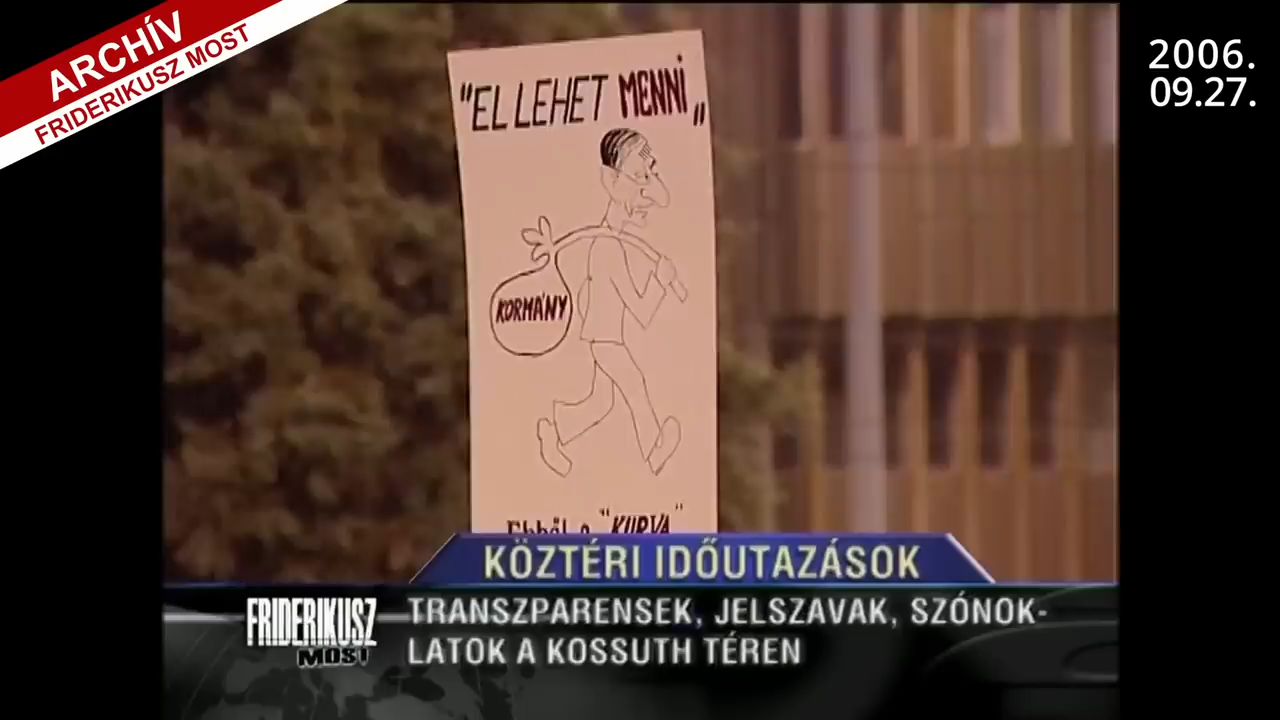 ARCHÍV
FRIDERIKUSZ MOST
2006.
09.27.
"EL LEHET MENNI„
KORMÁNY
Ebből a "KURVA"
KÖZTÉRI IDŐUTAZÁSOK
FRIDERIKUSZ
MOST
TRANSZPARENSEK, JELSZAVAK, SZÓNOK-
LATOK A KOSSUTH TÉREN